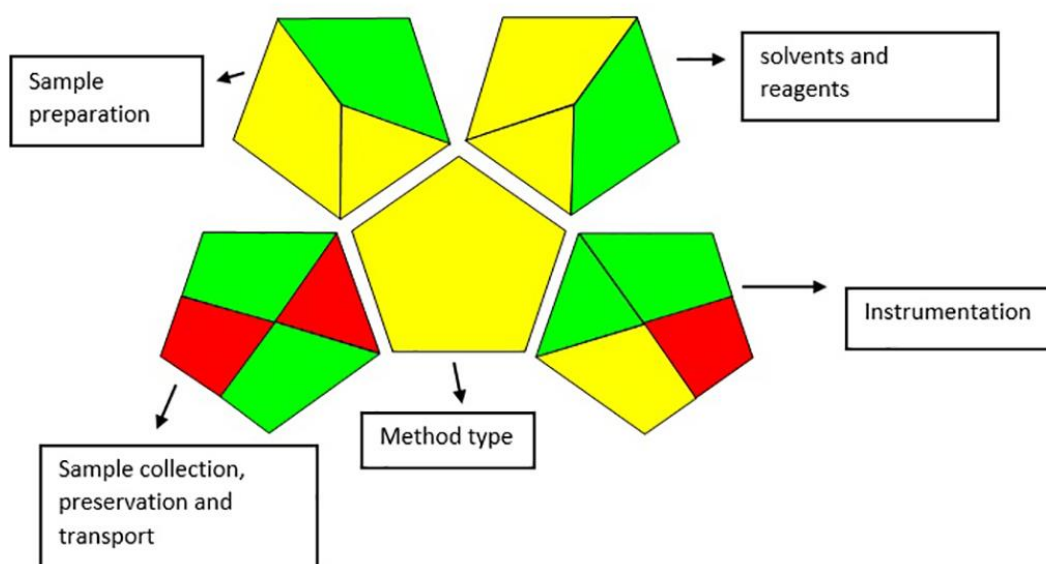 Sample
preparation
solvents and
reagents
Instrumentation
Method type
Sample collection,
preservation and
transport